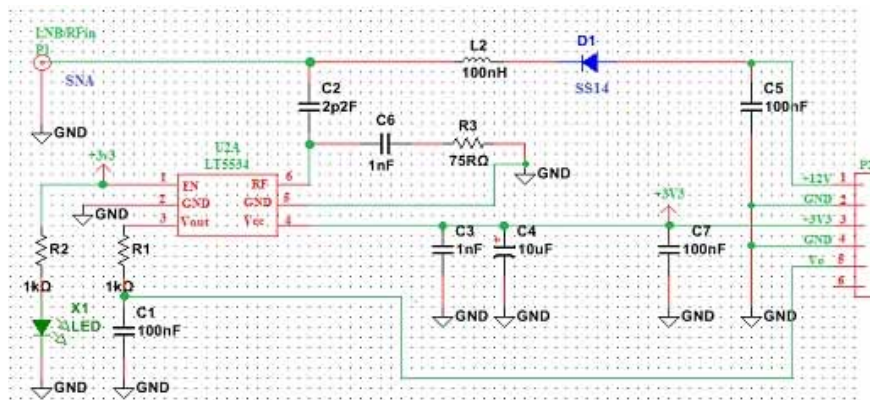 LNB/RFin
P1
SNA
L2
100nH
D1
SS14
C2
2p2F
C5
100nF
C6
1nF
R3
75RΩ
GND
GND
+3v3
U2A
LT5534
1
EN
RF
6
2
GND
GND
5
3
Vout
Vcc
4
GND
+3V3
+12V
1
GND
2
+3V3
3
GND
4
Vo
5
6
R2
1kΩ
R1
1kΩ
C3
1nF
C4
10uF
C7
100nF
X1
LED
C1
100nF
GND
GND
GND
GND
GND
GND